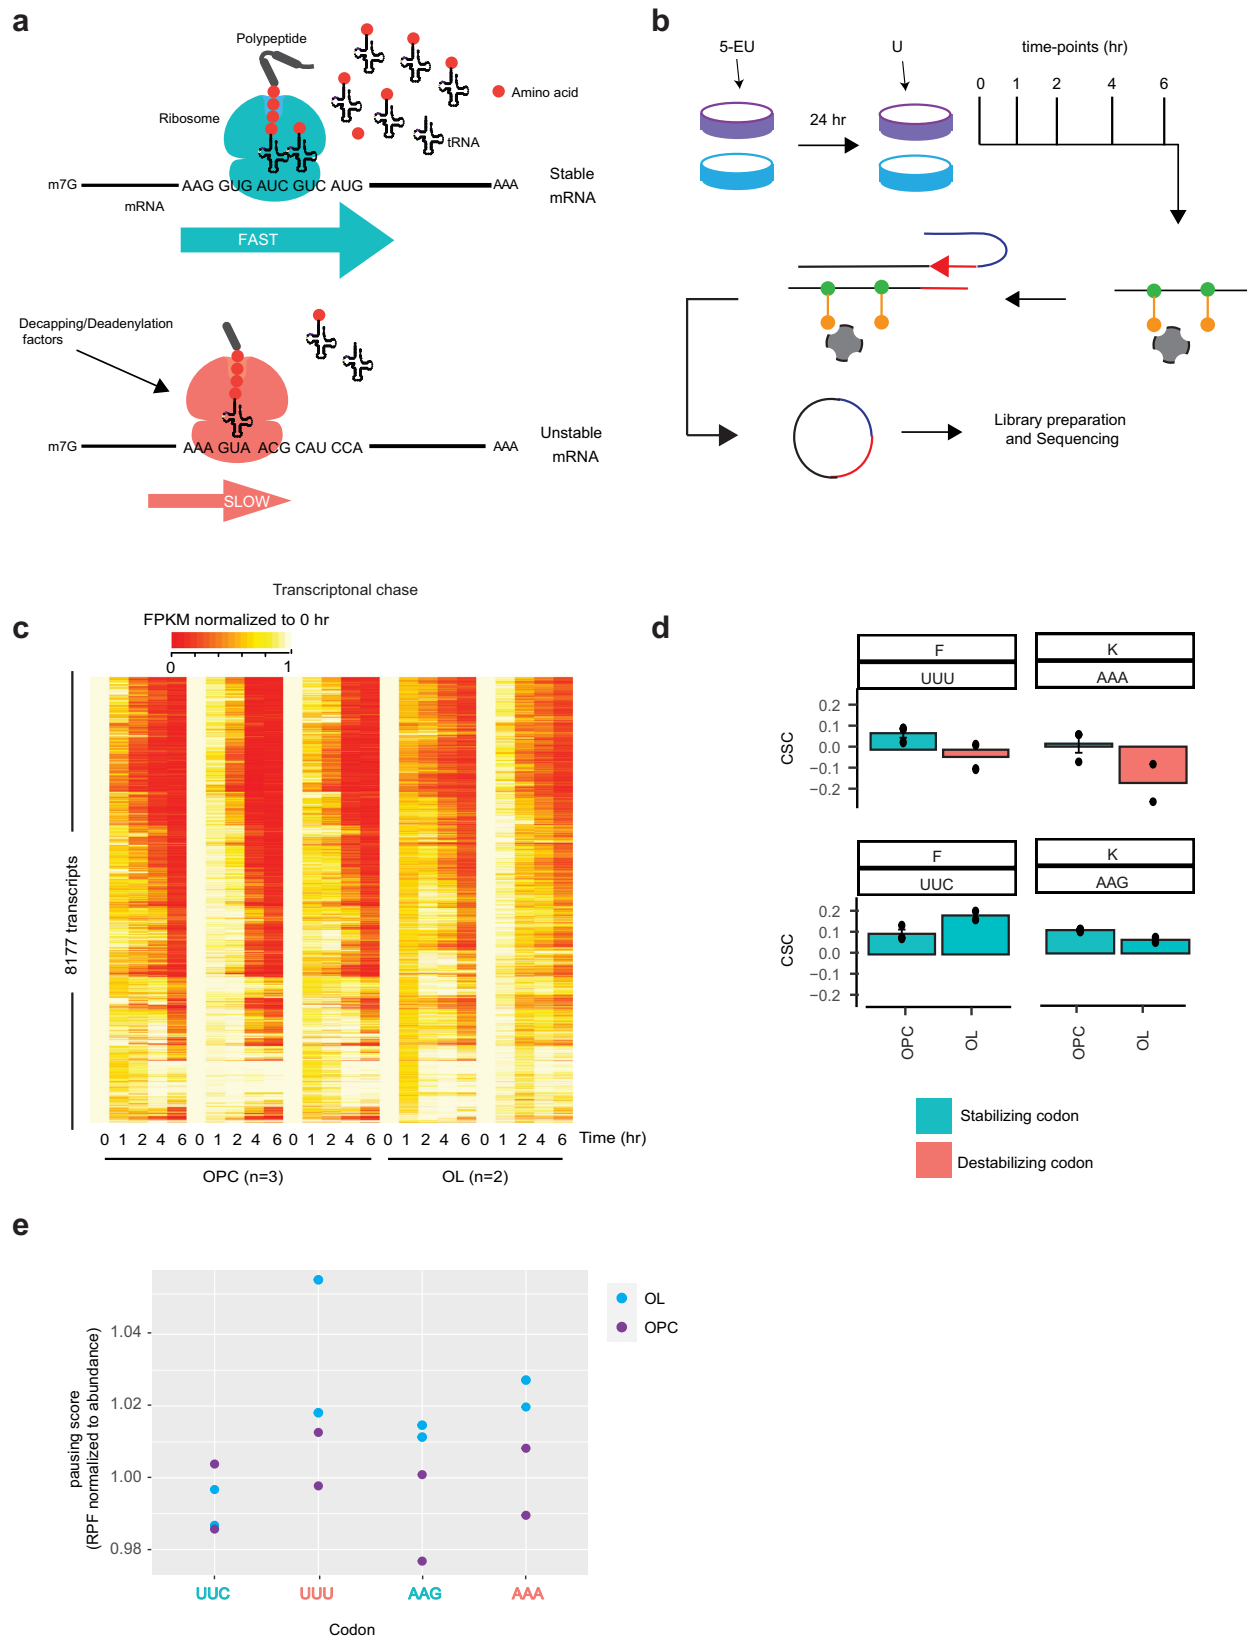 a
Polypeptide
Amino acid
Ribosome
tRNA
m7G
AAG GUG AUC GUC AUG
AAA
Stable
mRNA
mRNA
FAST
Decapping/Deadenylation
factors
m7G
AAA GUA ACG CAU CCA
AAA
Unstable
mRNA
SLOW
b
5-EU
U
time-points (hr)
0 1 2 4 6
24 hr
Library preparation
and Sequencing
Transcriptonal chase
c
FPKM normalized to 0 hr
0 1
8177 transcripts
0 1 2 4 6 0 1 2 4 6 0 1 2 4 6 0 1 2 4 6 0 1 2 4 6 Time (hr)
OPC (n=3)
OL (n=2)
d
F
UUU
K
AAA
CSC
0.2
0.1
0.0
−0.1
−0.2
F
UUC
K
AAG
CSC
0.2
0.1
0.0
−0.1
−0.2
OPC
OL
OPC
OL
Stabilizing codon
Destabilizing codon
e
pausing score
(RPF normalized to abundance)
1.04
1.02
1.00
0.98
UUC UUU AAG AAA
Codon
OL
OPC